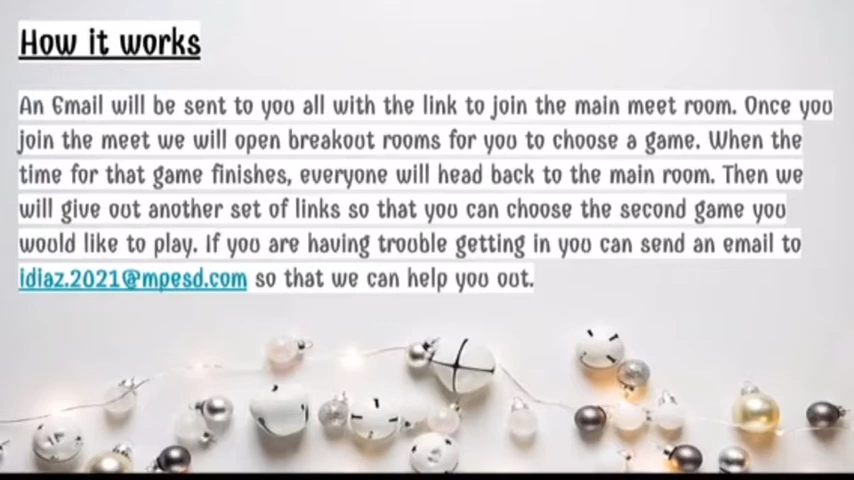 How it works
An Email will be sent to you all with the link to join the main meet room. Once you
join the meet we will open breakout rooms for you to choose a game. When the
time for that game finishes, everyone will head back to the main room. Then we
will give out another set of links so that you can choose the second game you
would like to play. If you are having trouble getting in you can send an email to
idiaz.2021@mpesd.com so that we can help you out.